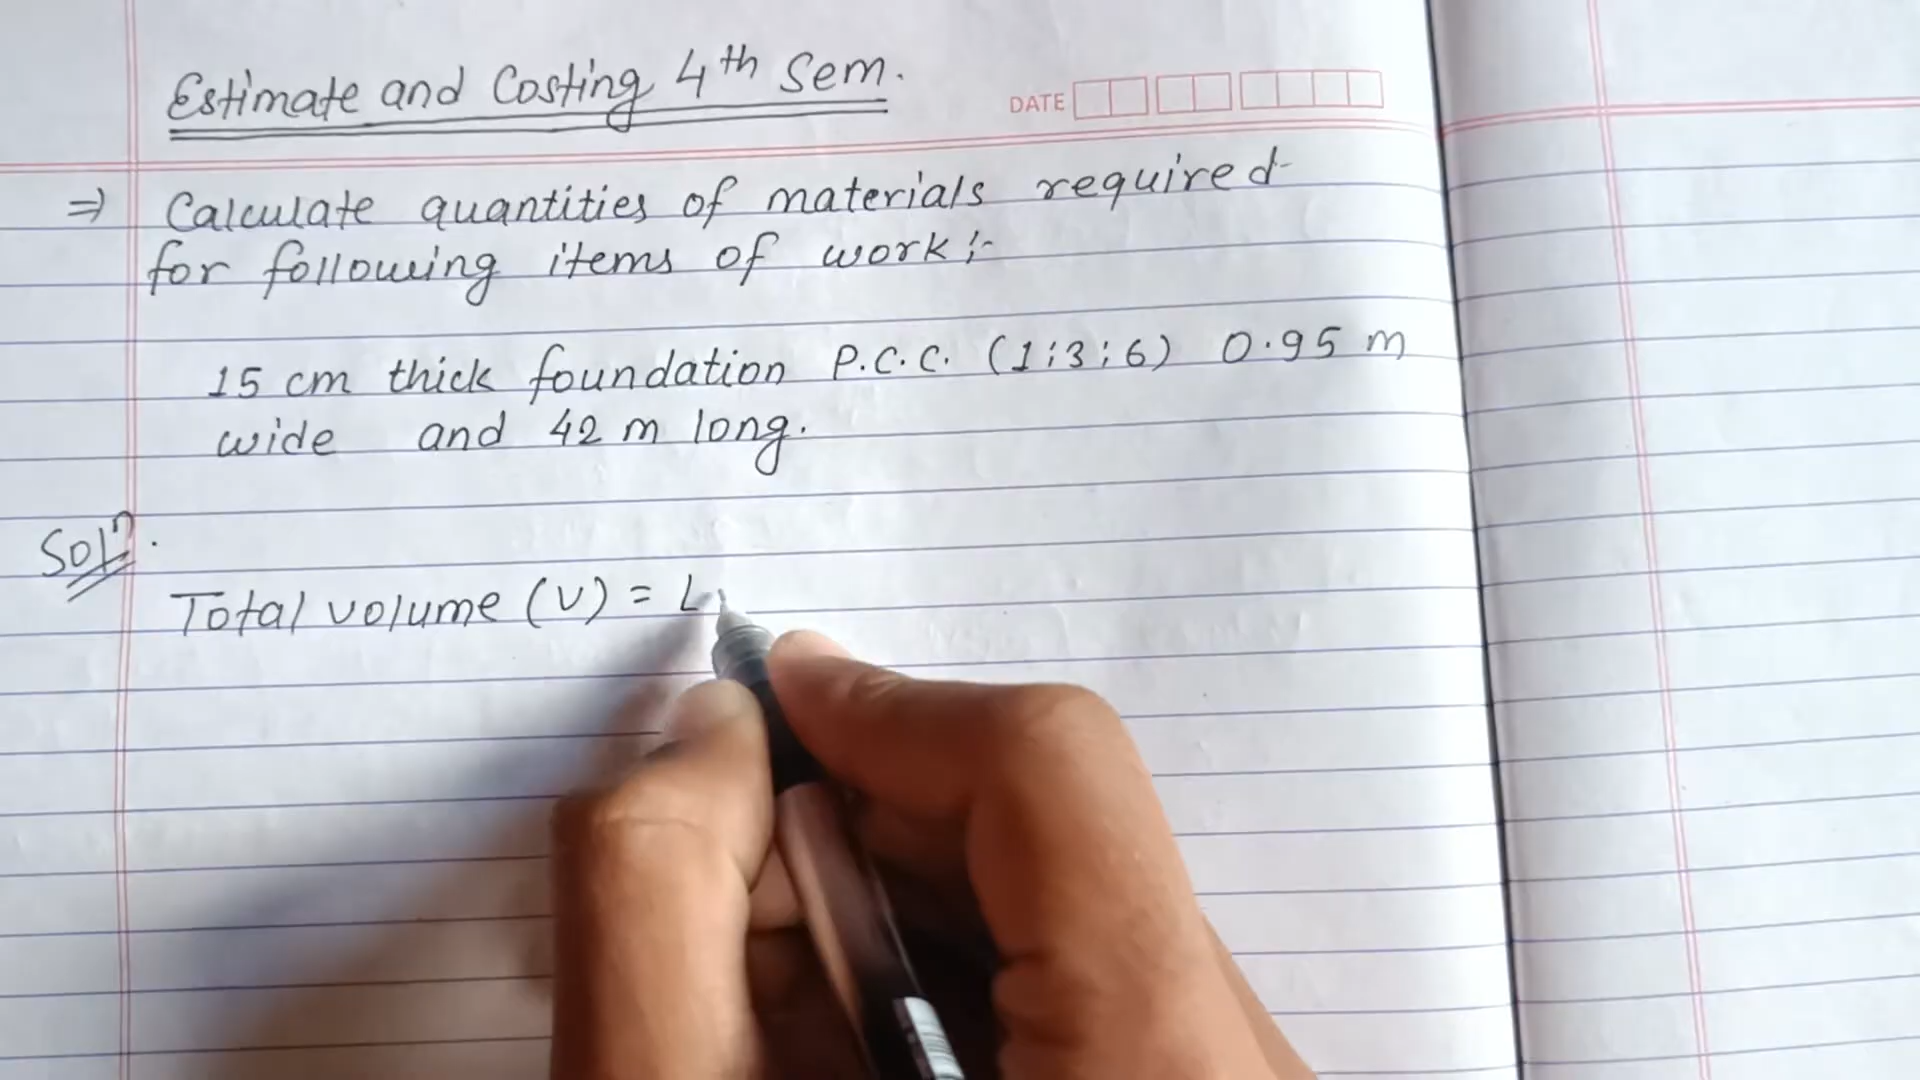 Estimate and Costing 4th Sem.
DATE
⇒ Calculate quantities of materials required
for following items of work:-
15 cm thick foundation P.C.C. (1:3:6) 0.95 m
wide and 42 m long.
Soln.
Total volume (V) = L